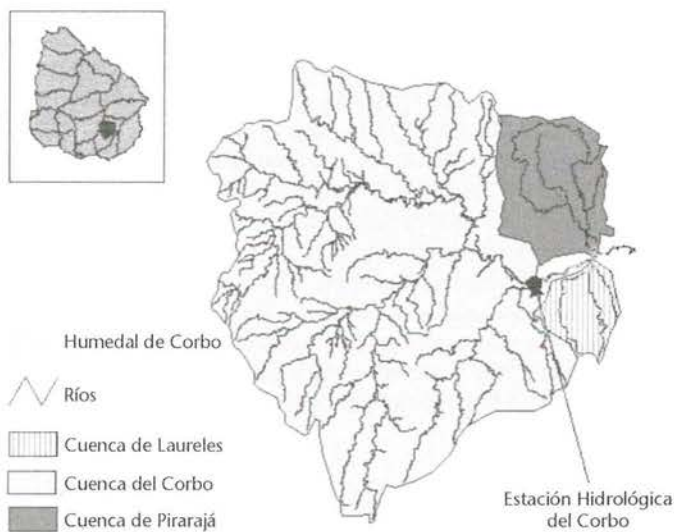 Humedal de Corbo
Ríos
Cuenca de Laureles
Cuenca del Corbo
Cuenca de Pirarajá
Estación Hidrológica
del Corbo